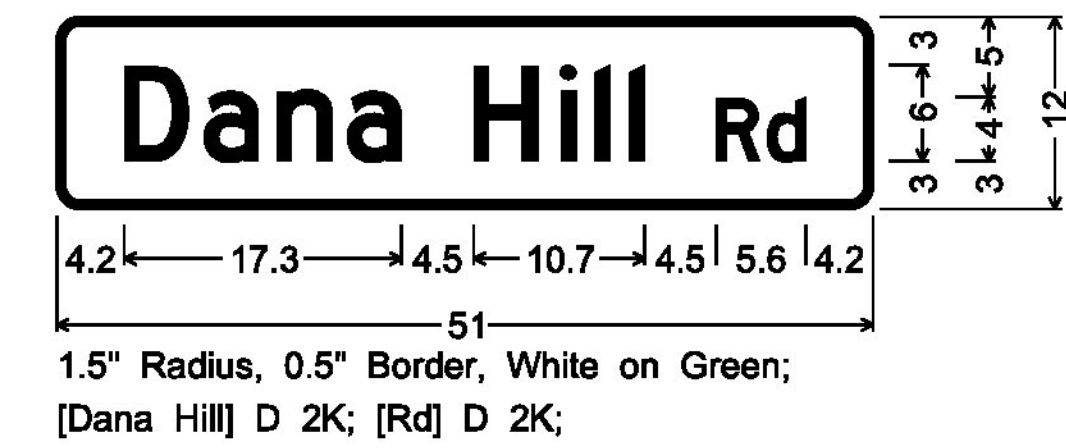 Dana Hill Rd
3 5
6 12
4
3 3
4.2 17.3 4.5 10.7 4.5 5.6 4.2
51
1.5" Radius, 0.5" Border, White on Green;
[Dana Hill] D 2K; [Rd] D 2K;